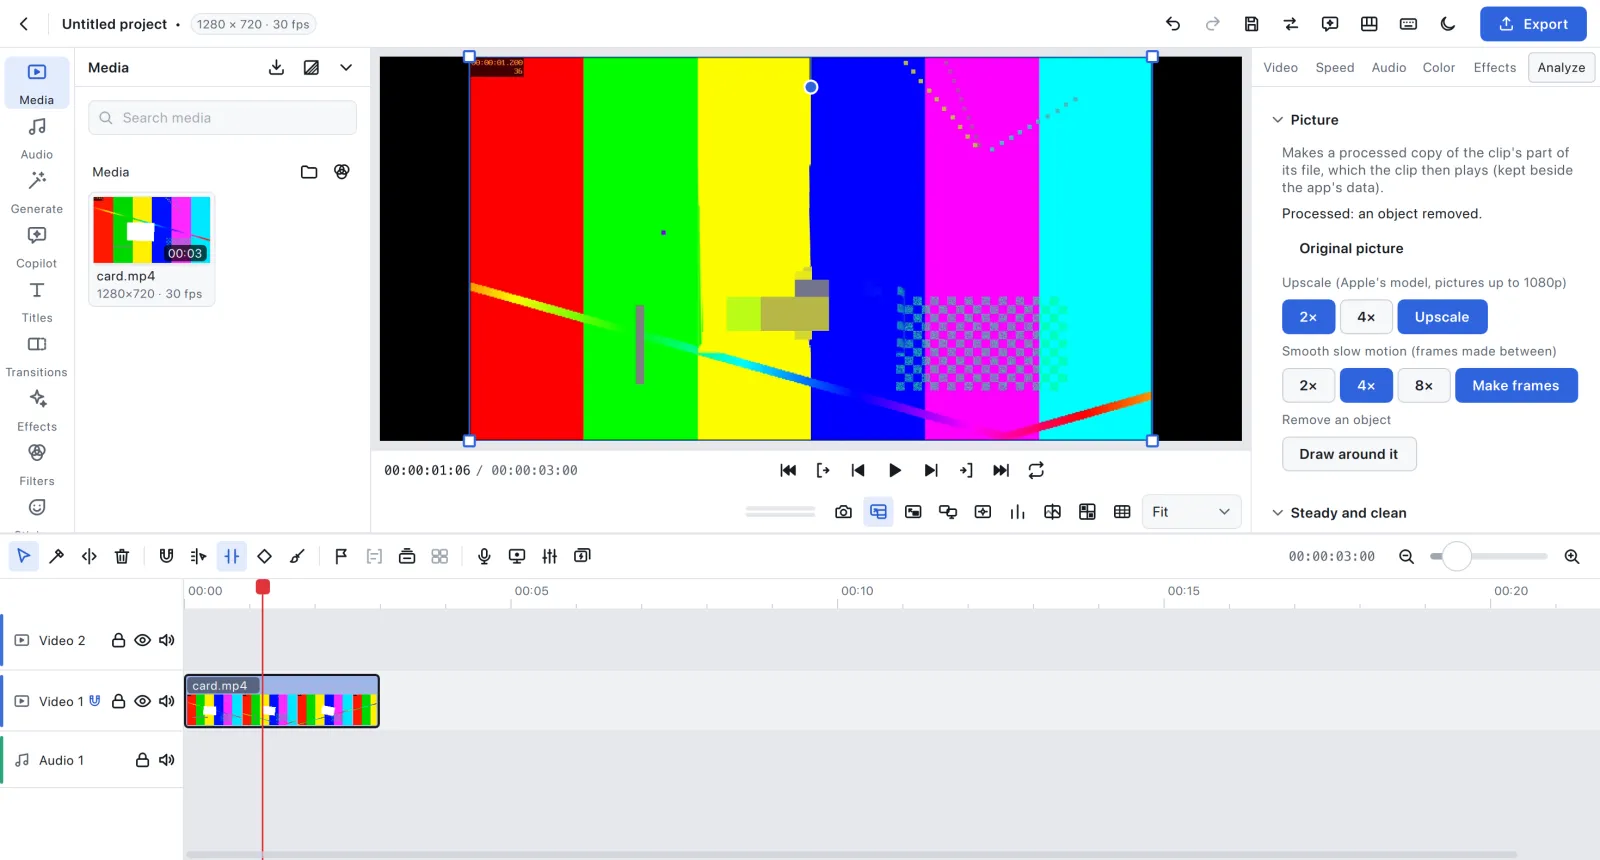 Untitled project •
1280 × 720 · 30 fps
Export
Media
Audio
Generate
Copilot
Titles
Transitions
Effects
Filters
Media
Search media
Media
00:03
card.mp4
1280×720 · 30 fps
00:00:01.200
36
00:00:01:06 / 00:00:03:00
Fit
Video Speed Audio Color Effects Analyze
Picture
Makes a processed copy of the clip's part of
its file, which the clip then plays (kept beside
the app's data).
Processed: an object removed.
Original picture
Upscale (Apple's model, pictures up to 1080p)
2× 4× Upscale
Smooth slow motion (frames made between)
2× 4× 8× Make frames
Remove an object
Draw around it
Steady and clean
00:00:03:00
00:00 00:05 00:10 00:15 00:20
Video 2
Video 1
card.mp4
Audio 1